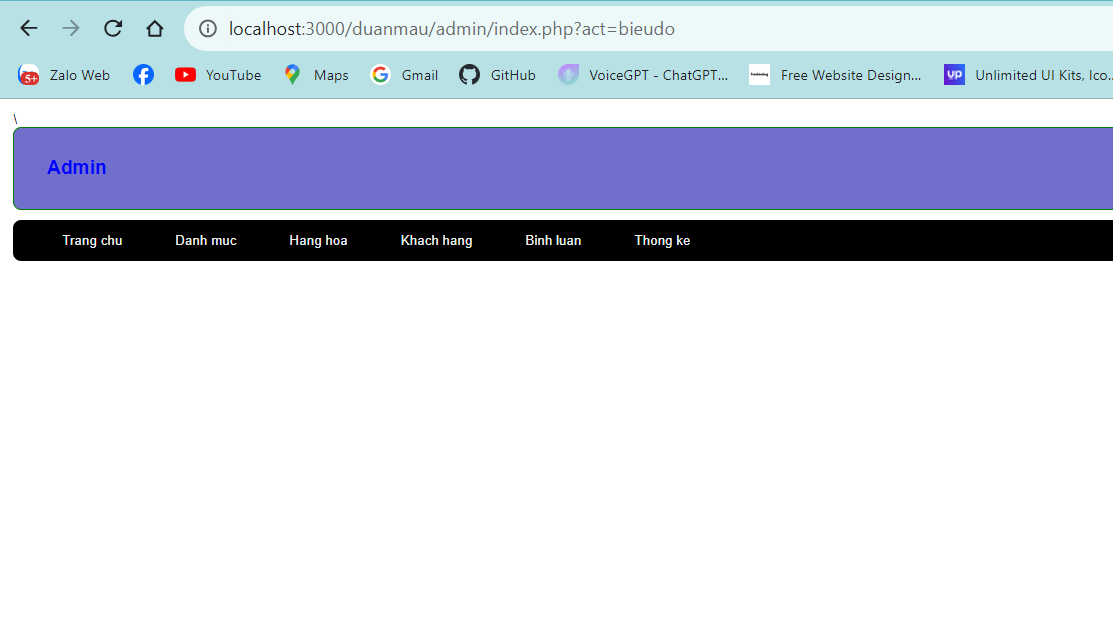 localhost:3000/duanmau/admin/index.php?act=bieudo
5+ Zalo Web YouTube Maps Gmail GitHub VoiceGPT - ChatGPT... Free Website Design... UP Unlimited UI Kits, Ico...
\
Admin
Trang chu Danh muc Hang hoa Khach hang Binh luan Thong ke